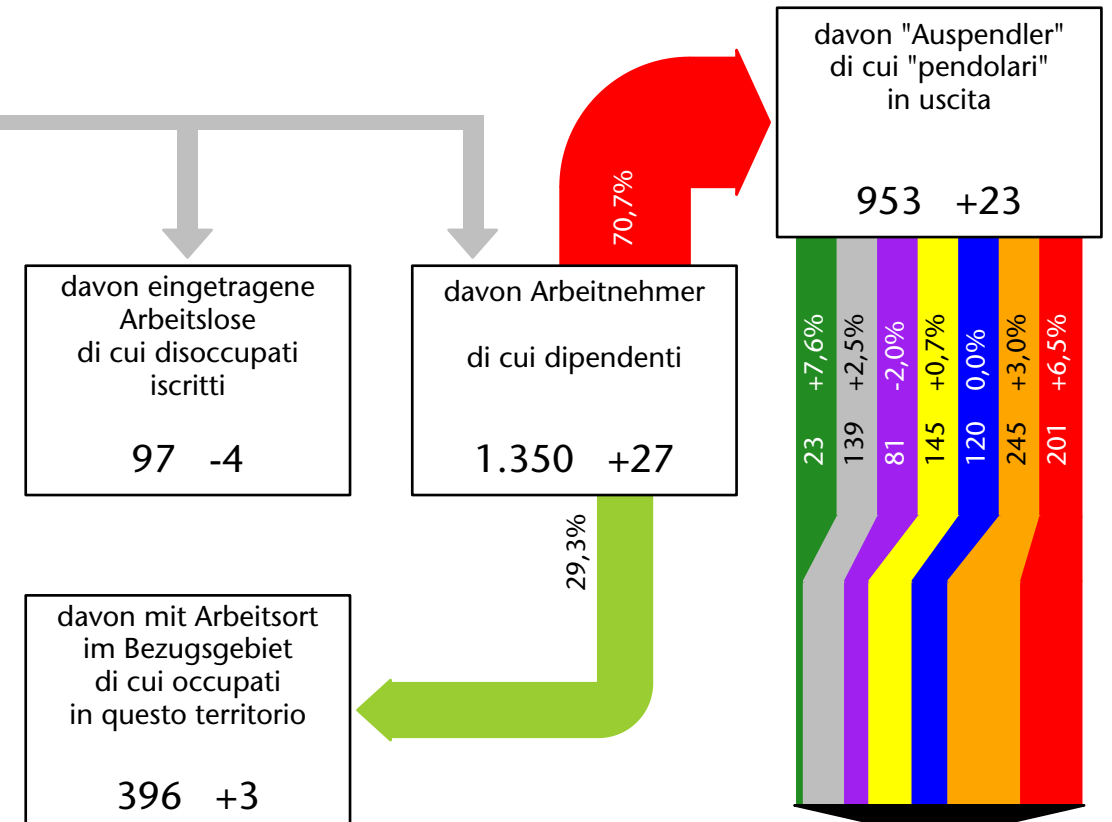 davon "Auspendler"
di cui "pendolari"
in uscita
953 +23
70,7%
davon eingetragene
Arbeitslose
di cui disoccupati
iscritti
97 -4
davon Arbeitnehmer
di cui dipendenti
1.350 +27
23 +7,6%
139 +2,5%
81 -2,0%
145 +0,7%
120 0,0%
245 +3,0%
201 +6,5%
29,3%
davon mit Arbeitsort
im Bezugsgebiet
di cui occupati
in questo territorio
396 +3